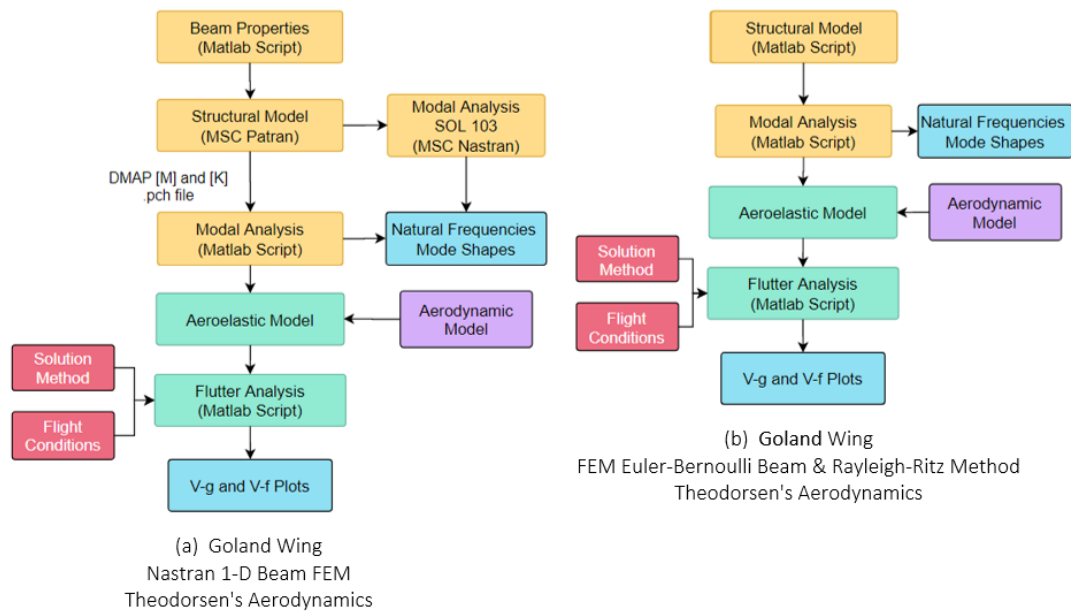 Beam Properties
(Matlab Script)
Structural Model
(MSC Patran)
Modal Analysis
SOL 103
(MSC Nastran)
DMAP [M] and [K]
.pch file
Modal Analysis
(Matlab Script)
Natural Frequencies
Mode Shapes
Aeroelastic Model
Aerodynamic
Model
Solution
Method
Flight
Conditions
Flutter Analysis
(Matlab Script)
V-g and V-f Plots
(a) Goland Wing
Nastran 1-D Beam FEM
Theodorsen's Aerodynamics
Structural Model
(Matlab Script)
Modal Analysis
(Matlab Script)
Natural Frequencies
Mode Shapes
Aeroelastic Model
Aerodynamic
Model
Solution
Method
Flight
Conditions
Flutter Analysis
(Matlab Script)
V-g and V-f Plots
(b) Goland Wing
FEM Euler-Bernoulli Beam & Rayleigh-Ritz Method
Theodorsen's Aerodynamics